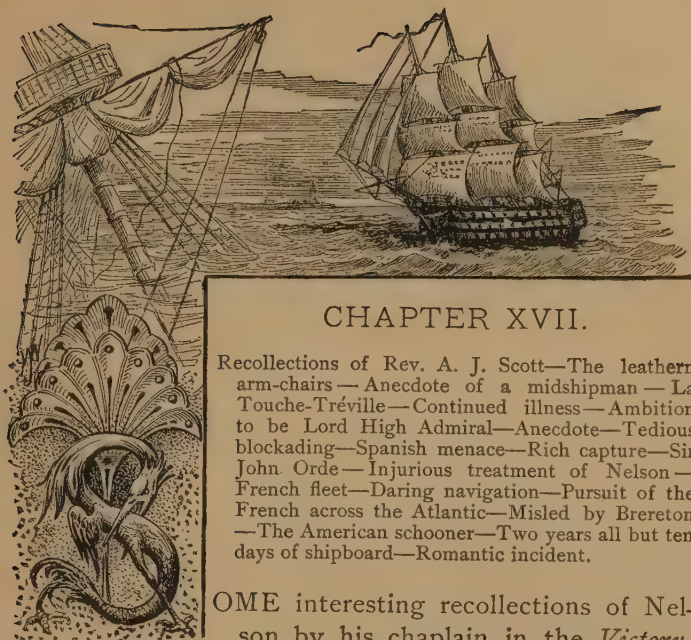 CHAPTER XVII.
Recollections of Rev. A. J. Scott—The leathern
arm-chairs—Anecdote of a midshipman—La
Touche-Tréville—Continued illness—Ambition
to be Lord High Admiral—Anecdote—Tedious
blockading—Spanish menace—Rich capture—Sir
John Orde—Injurious treatment of Nelson—
French fleet—Daring navigation—Pursuit of the
French across the Atlantic—Misled by Brereton
—The American schooner—Two years all but ten
days of shipboard—Romantic incident.
OME interesting recollections of Nel-
son by his chaplain in the Victory,